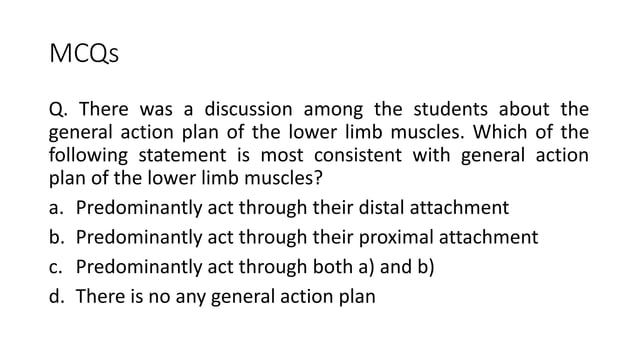 MCQs
Q. There was a discussion among the students about the
general action plan of the lower limb muscles. Which of the
following statement is most consistent with general action
plan of the lower limb muscles?
a. Predominantly act through their distal attachment
b. Predominantly act through their proximal attachment
c. Predominantly act through both a) and b)
d. There is no any general action plan